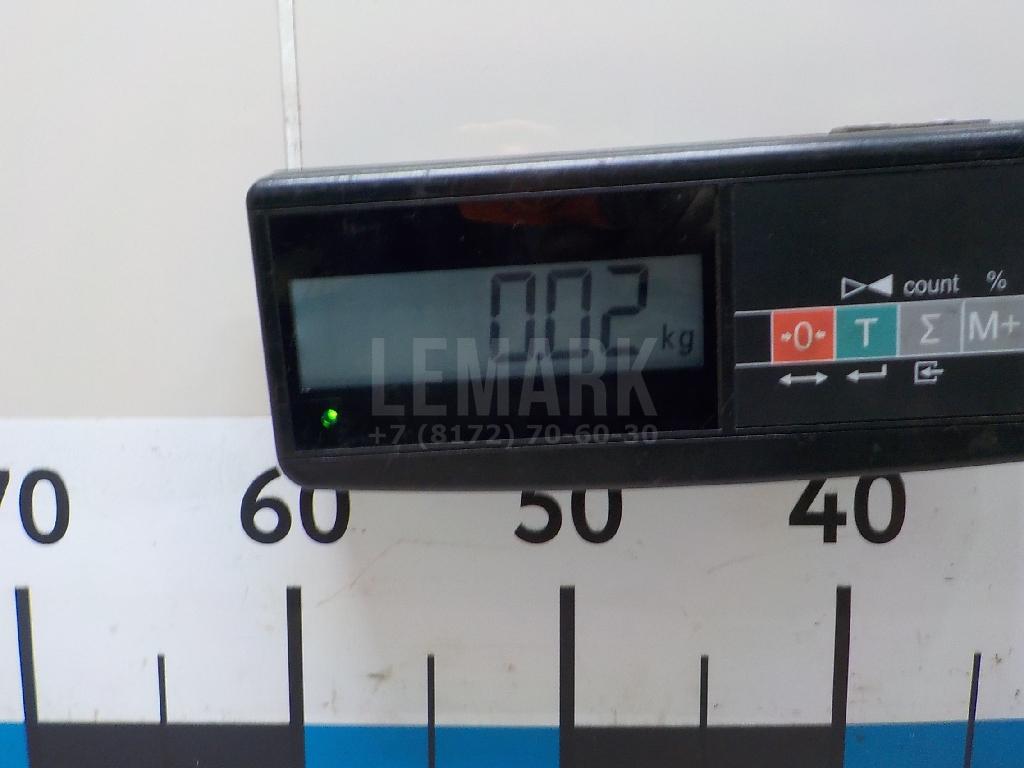 0.02 kg
count %
→0← T Σ M+
LEMARK
+7 (8172) 70-60-30
70 60 50 40